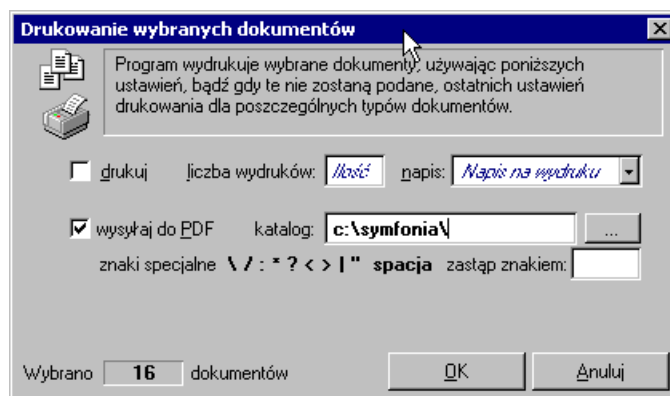 Drukowanie wybranych dokumentów
Program wydrukuje wybrane dokumenty, używając poniższych
ustawień, bądź gdy te nie zostaną podane, ostatnich ustawień
drukowania dla poszczególnych typów dokumentów.
drukuj liczba wydruków: Ilość napis: Napis na wydruku
wysyłaj do PDF katalog: c:\symfonia\ ...
znaki specjalne \ / : * ? < > | " spacja zastąp znakiem:
Wybrano 16 dokumentów OK Anuluj